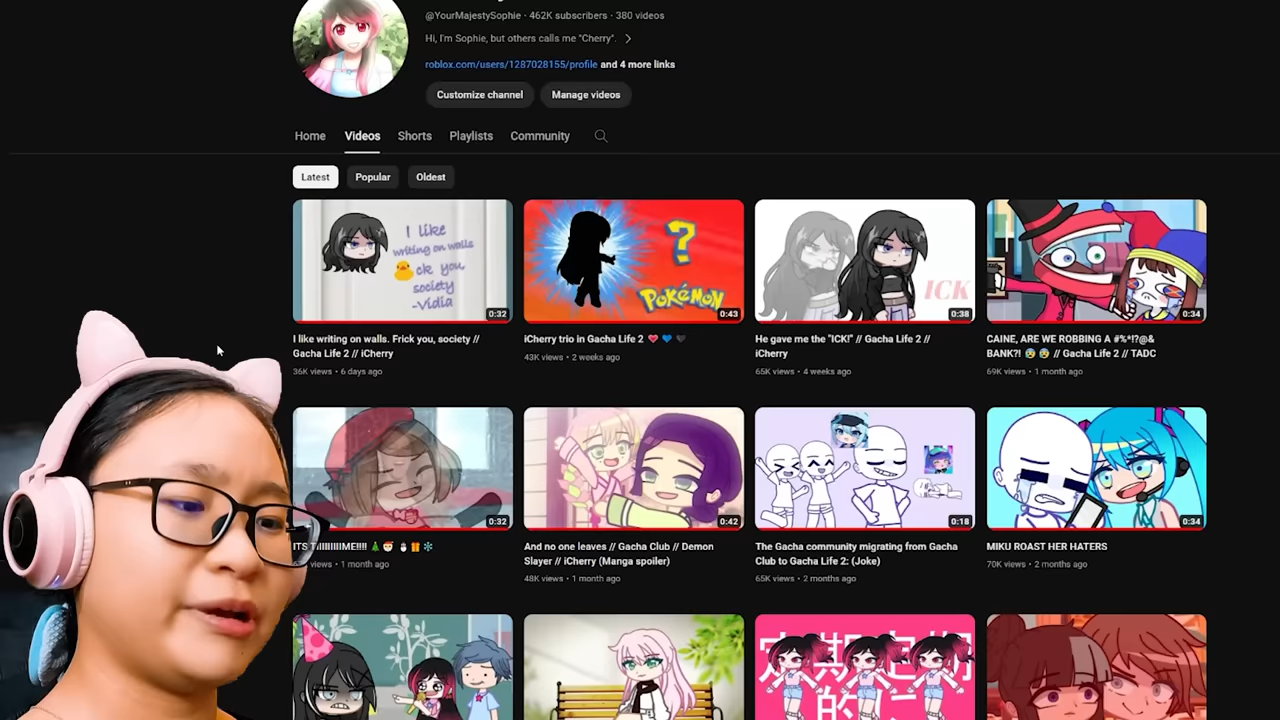 @YourMajestySophie · 462K subscribers · 380 videos
Hi, I'm Sophie, but others calls me "Cherry".
roblox.com/users/1287028155/profile and 4 more links
Customize channel
Manage videos
Home
Videos
Shorts
Playlists
Community
Latest
Popular
Oldest
I like
writing on walls
ck you,
society
-Vidia
0:32
?
POKéMON
0:43
ICK
0:38
0:34
I like writing on walls. Frick you, society //
Gacha Life 2 // iCherry
36K views · 6 days ago
iCherry trio in Gacha Life 2 ❤️ 💙 🖤
43K views · 2 weeks ago
He gave me the "ICK!" // Gacha Life 2 //
iCherry
65K views · 4 weeks ago
CAINE, ARE WE ROBBING A #%*!?@&
BANK?! 😰 😰 // Gacha Life 2 // TADC
69K views · 1 month ago
0:32
0:42
0:18
0:34
views · 1 month ago
And no one leaves // Gacha Club // Demon
Slayer // iCherry (Manga spoiler)
48K views · 1 month ago
The Gacha community migrating from Gacha
Club to Gacha Life 2: (Joke)
65K views · 2 months ago
MIKU ROAST HER HATERS
70K views · 2 months ago